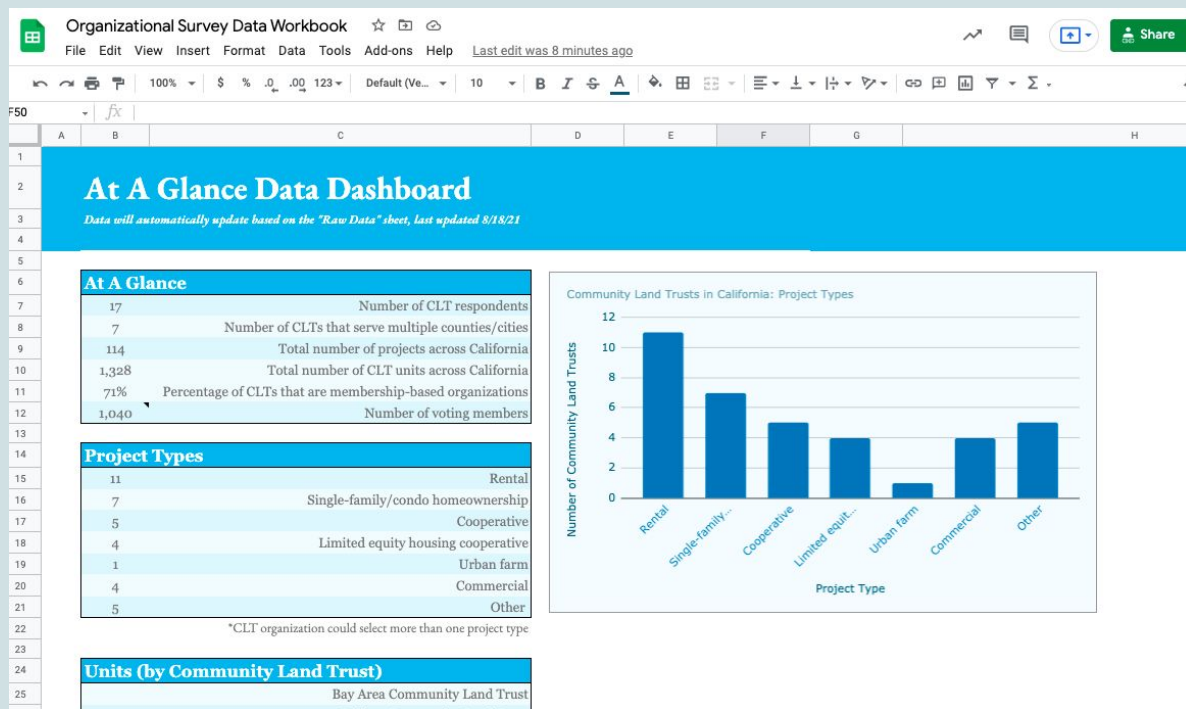 Organizational Survey Data Workbook
File Edit View Insert Format Data Tools Add-ons Help Last edit was 8 minutes ago
Share
100% $ % .0 .00 123 Default (Ve... 10 B I S A
F50 fx
A B C D E F G H
1
2 At A Glance Data Dashboard
3 Data will automatically update based on the "Raw Data" sheet, last updated 8/18/21
4
5
6 At A Glance
7 17 Number of CLT respondents
8 7 Number of CLTs that serve multiple counties/cities
9 114 Total number of projects across California
10 1,328 Total number of CLT units across California
11 71% Percentage of CLTs that are membership-based organizations
12 1,040 Number of voting members
13
14 Project Types
15 11 Rental
16 7 Single-family/condo homeownership
17 5 Cooperative
18 4 Limited equity housing cooperative
19 1 Urban farm
20 4 Commercial
21 5 Other
22 *CLT organization could select more than one project type
23
24 Units (by Community Land Trust)
25 Bay Area Community Land Trust
Community Land Trusts in California: Project Types
Number of Community Land Trusts
12
10
8
6
4
2
0
Rental Single-family... Cooperative Limited equit... Urban farm Commercial Other
Project Type